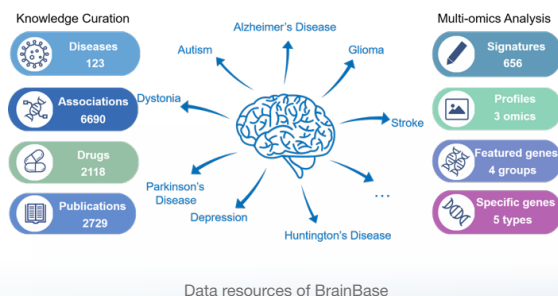 Knowledge Curation
Diseases
123
Associations
6690
Drugs
2118
Publications
2729
Alzheimer's Disease
Autism
Glioma
Dystonia
Stroke
Parkinson's
Disease
Depression
Huntington's Disease
...
Multi-omics Analysis
Signatures
656
Profiles
3 omics
Featured genes
4 groups
Specific genes
5 types
Data resources of BrainBase